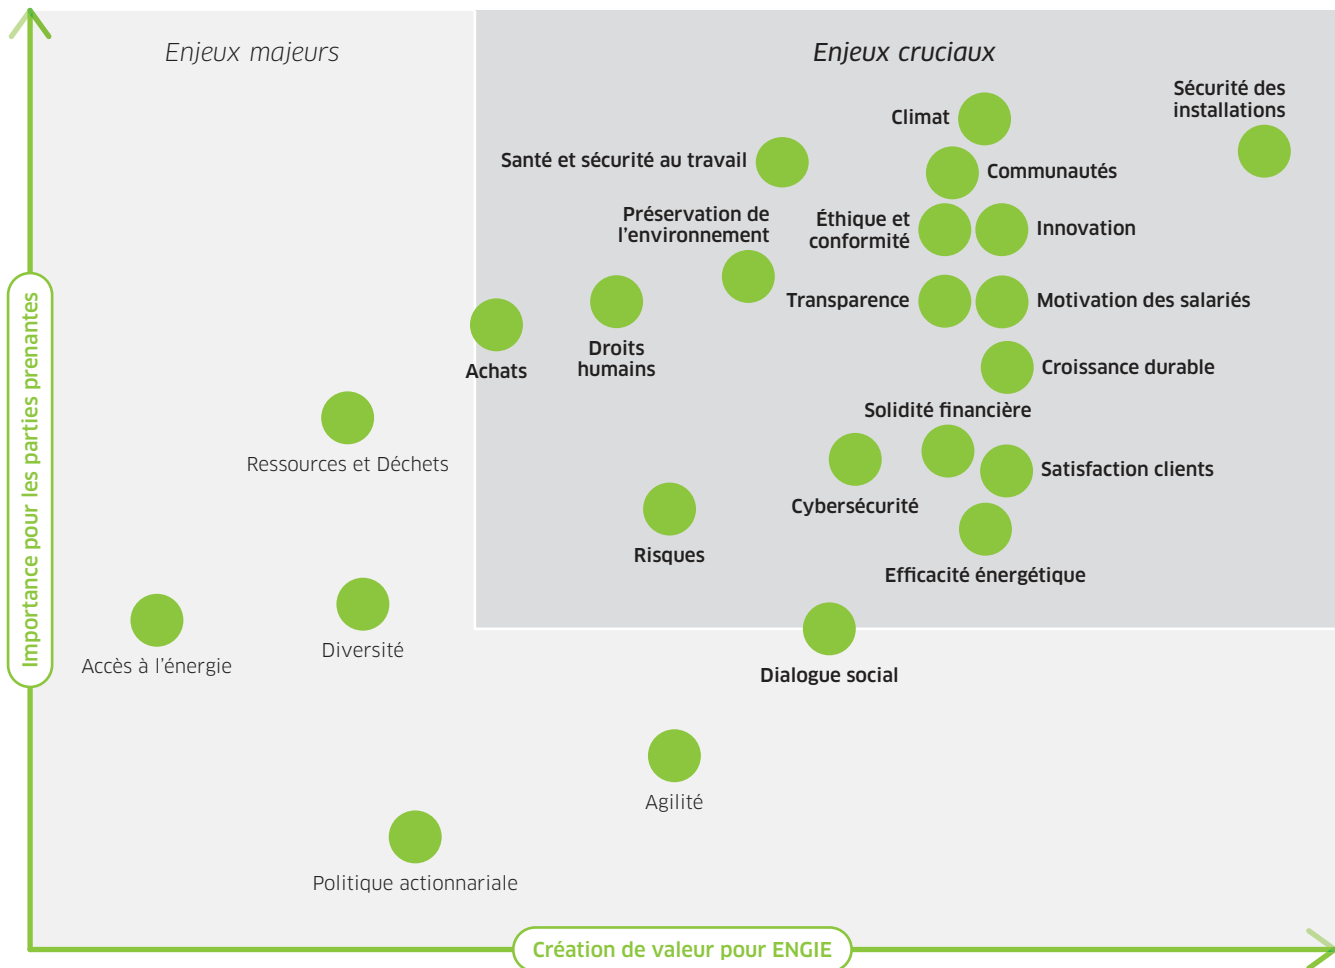 Enjeux majeurs
Enjeux cruciaux
Sécurité des
installations
Climat
Santé et sécurité au travail
Communautés
Préservation de
l'environnement
Éthique et
conformité
Innovation
Transparence
Motivation des salariés
Droits
humains
Achats
Croissance durable
Solidité financière
Ressources et Déchets
Satisfaction clients
Cybersécurité
Risques
Efficacité énergétique
Importance pour les parties prenantes
Diversité
Accès à l'énergie
Dialogue social
Agilité
Politique actionnariale
Création de valeur pour ENGIE